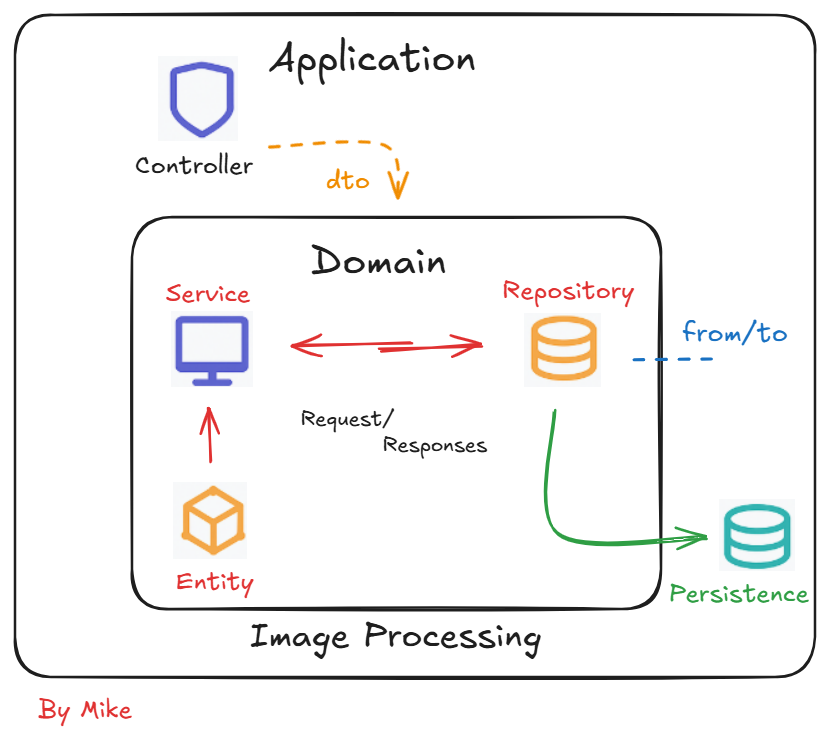 Application
Controller
dto
Domain
Service
Repository
from/to
Request/
Responses
Entity
Persistence
Image Processing
By Mike